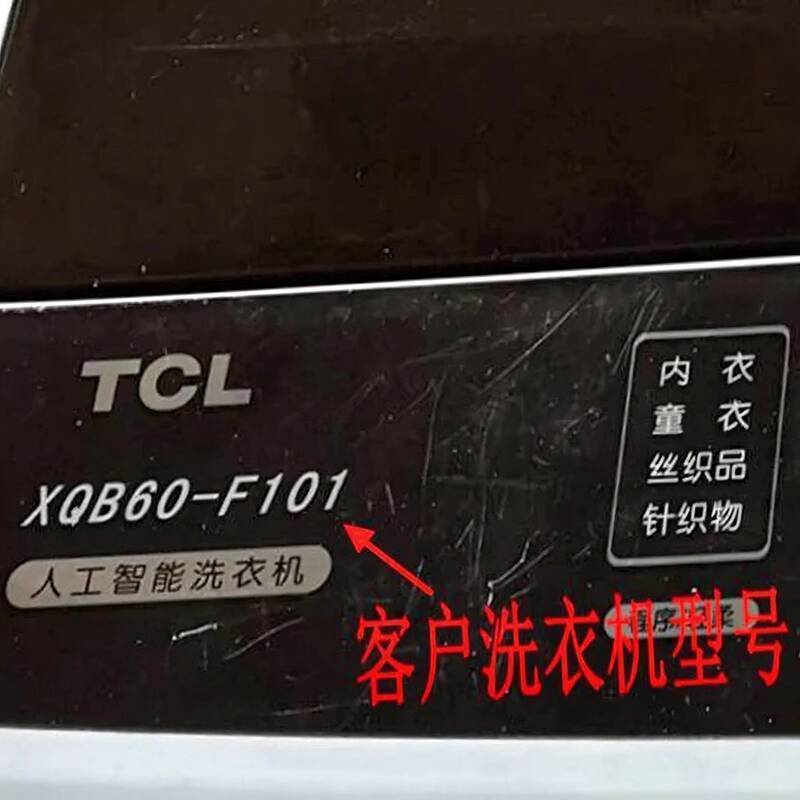 TCL
XQB60-F101
人工智能洗衣机
内衣
童衣
丝织品
针织物
客户洗衣机型号